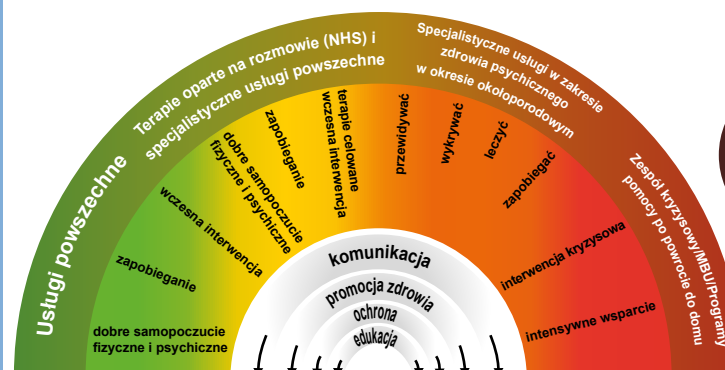 Usługi powszechne
Terapie oparte na rozmowie (NHS) i
specjalistyczne usługi powszechne
Specjalistyczne usługi w zakresie
zdrowia psychicznego
w okresie okołoporodowym
Zespół kryzysowy/MBU/Programy
pomocy po powrocie do domu
dobre samopoczucie
fizyczne i psychiczne
zapobieganie
wczesna interwencja
dobre samopoczucie
fizyczne i psychiczne
zapobieganie
terapie celowane
wczesna interwencja
przewidywać
wykrywać
leczyć
zapobiegać
interwencja kryzysowa
intensywne wsparcie
komunikacja
promocja zdrowia
ochrona
edukacja